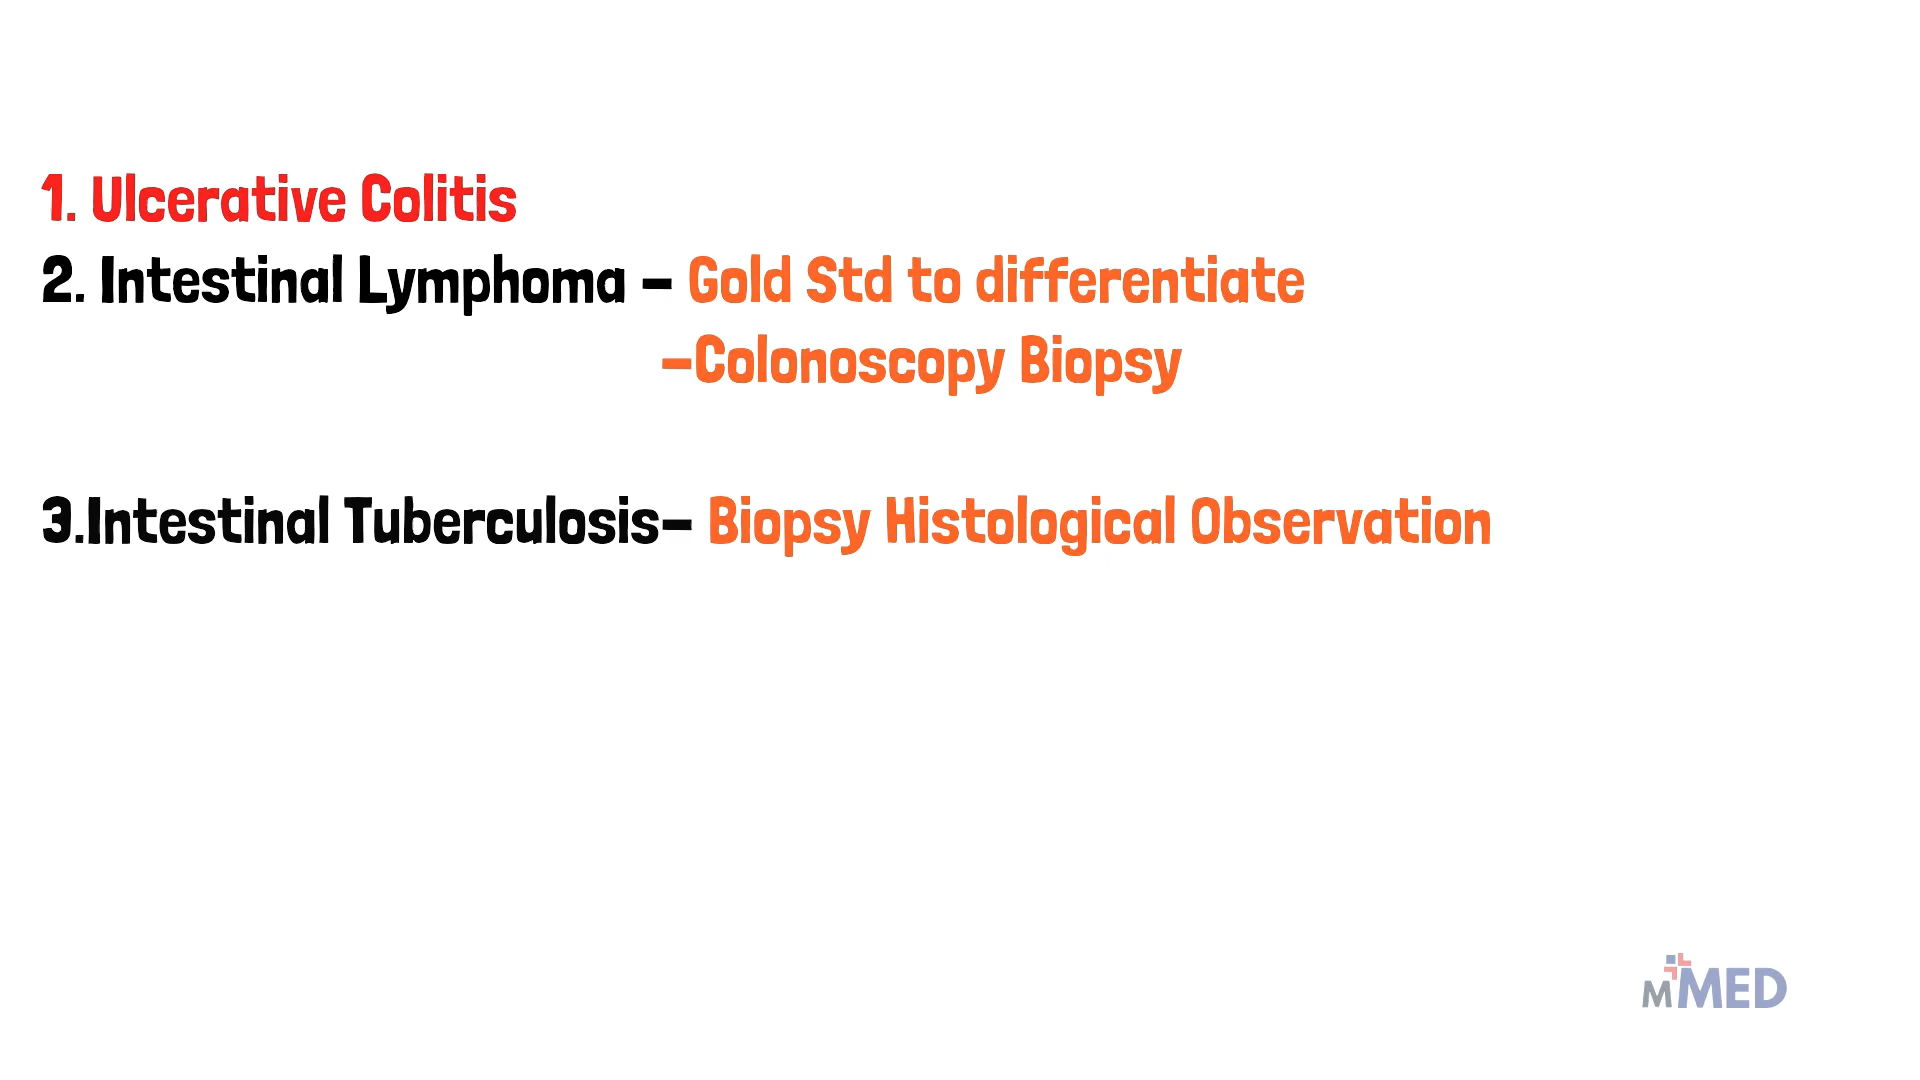 1. Ulcerative Colitis
2. Intestinal Lymphoma – Gold Std to differentiate
–Colonoscopy Biopsy
3.Intestinal Tuberculosis– Biopsy Histological Observation
MMED